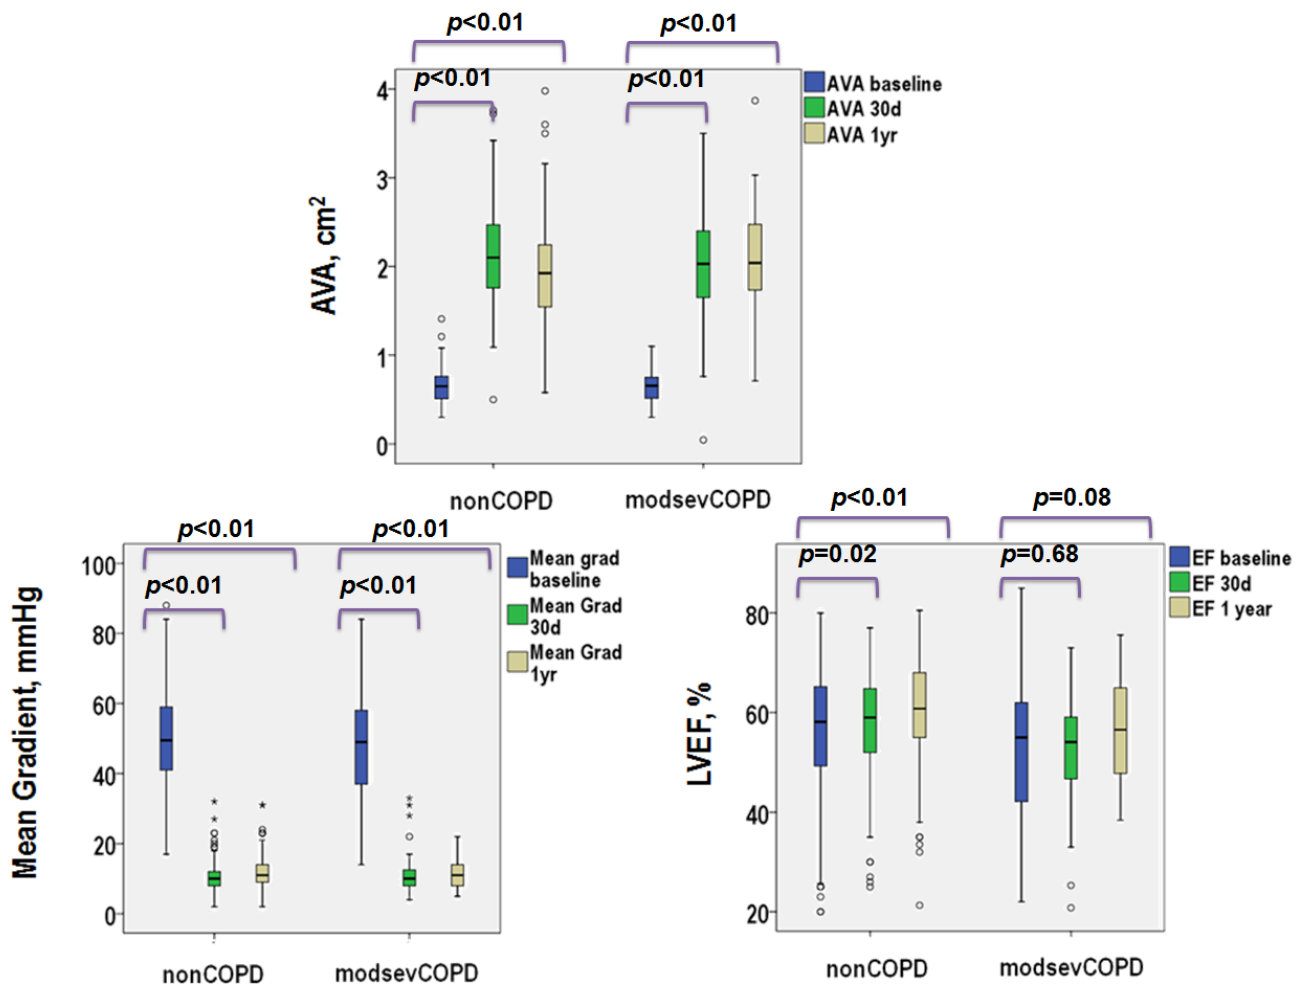 p<0.01
p<0.01
p<0.01
p<0.01
AVA baseline
AVA 30d
AVA 1yr
4
3
2
1
0
AVA, cm²
nonCOPD
modsevCOPD
p<0.01
p<0.01
p<0.01
p<0.01
Mean grad
baseline
Mean Grad
30d
Mean Grad
1yr
100
80
60
40
20
0
Mean Gradient, mmHg
nonCOPD
modsevCOPD
p<0.01
p=0.08
p=0.02
p=0.68
EF baseline
EF 30d
EF 1 year
80
60
40
20
LVEF, %
nonCOPD
modsevCOPD